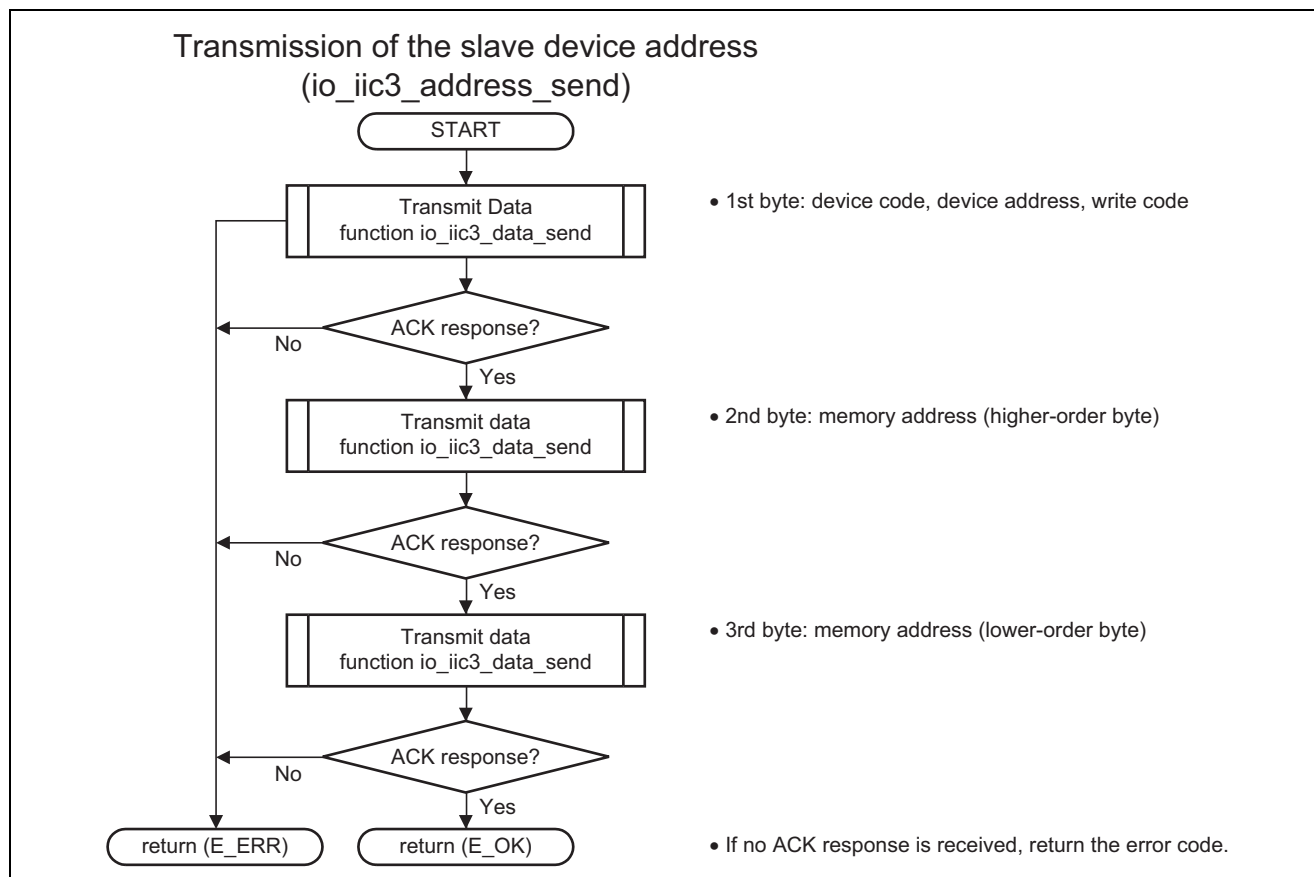 Transmission of the slave device address
(io_iic3_address_send)
START
Transmit Data
function io_iic3_data_send
• 1st byte: device code, device address, write code
ACK response?
No
Yes
Transmit data
function io_iic3_data_send
• 2nd byte: memory address (higher-order byte)
ACK response?
No
Yes
Transmit data
function io_iic3_data_send
• 3rd byte: memory address (lower-order byte)
ACK response?
No
Yes
return (E_ERR)
return (E_OK)
• If no ACK response is received, return the error code.